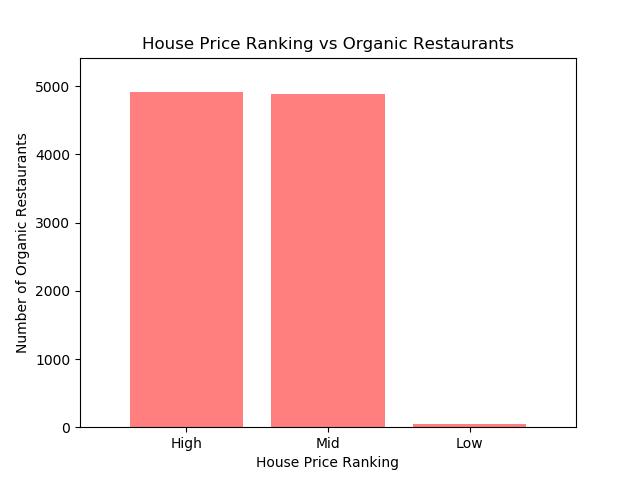 House Price Ranking vs Organic Restaurants
Number of Organic Restaurants
5000
4000
3000
2000
1000
0
High Mid Low
House Price Ranking